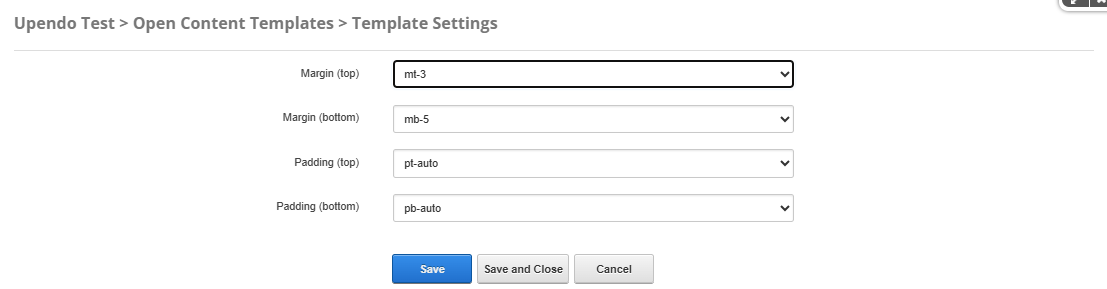 Upendo Test > Open Content Templates > Template Settings
Margin (top) mt-3
Margin (bottom) mb-5
Padding (top) pt-auto
Padding (bottom) pb-auto
Save Save and Close Cancel